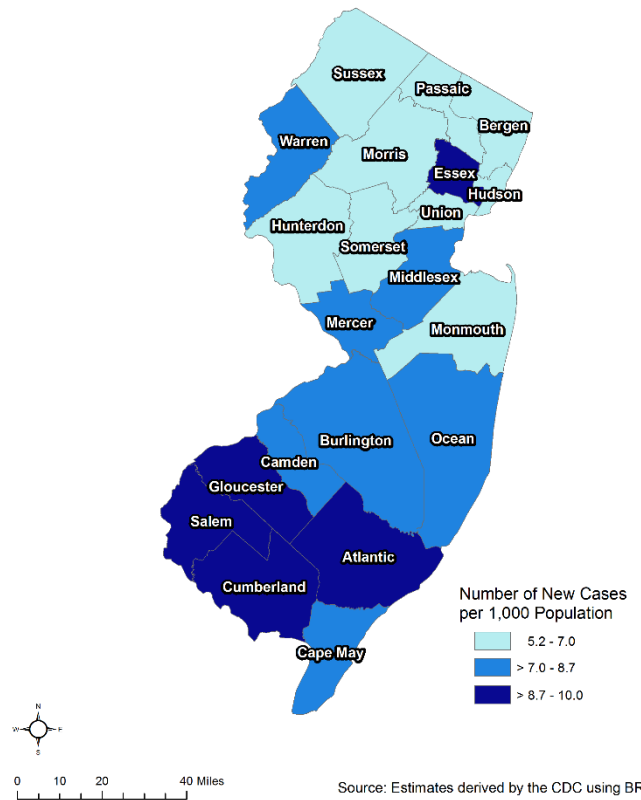 Sussex
Passaic
Bergen
Warren
Morris
Essex
Hudson
Union
Hunterdon
Somerset
Middlesex
Mercer
Monmouth
Burlington
Ocean
Camden
Gloucester
Salem
Atlantic
Cumberland
Cape May
Number of New Cases
per 1,000 Population
5.2 - 7.0
> 7.0 - 8.7
> 8.7 - 10.0
N
W E
S
0 10 20 40 Miles
Source: Estimates derived by the CDC using BR